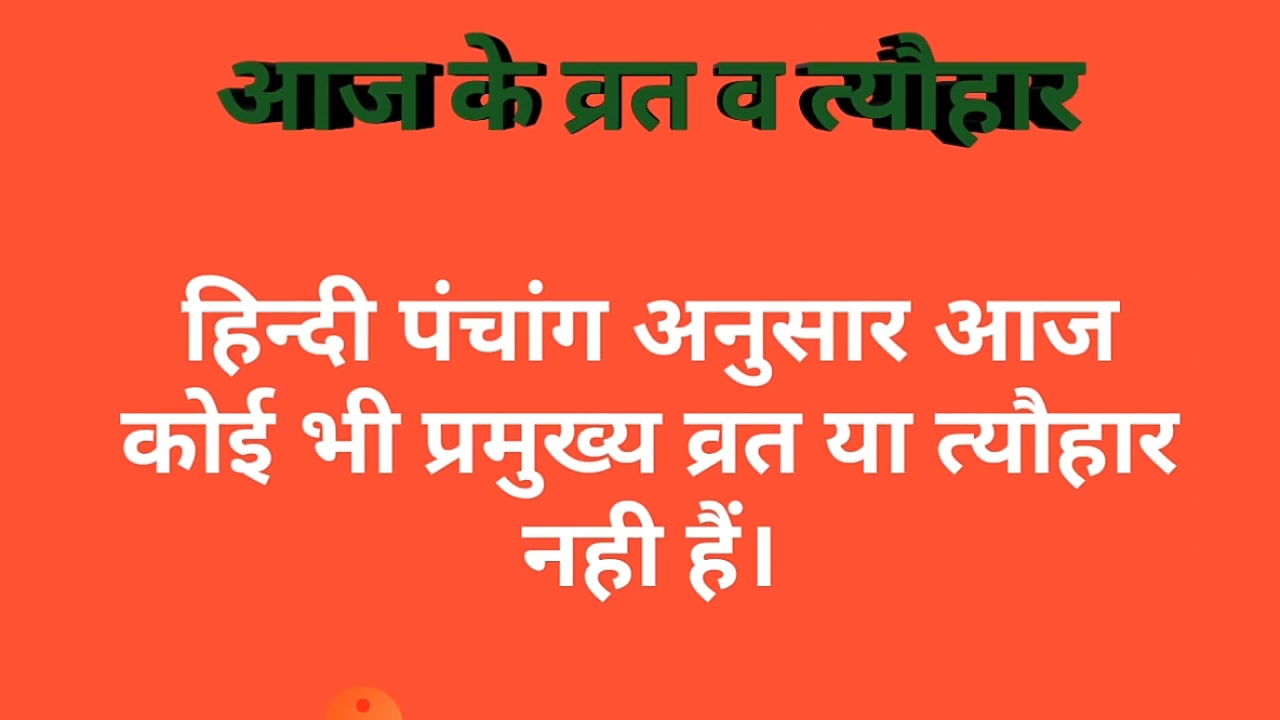 आज के व्रत व त्यौहार
हिन्दी पंचांग अनुसार आज
कोई भी प्रमुख्य व्रत या त्यौहार
नही हैं।